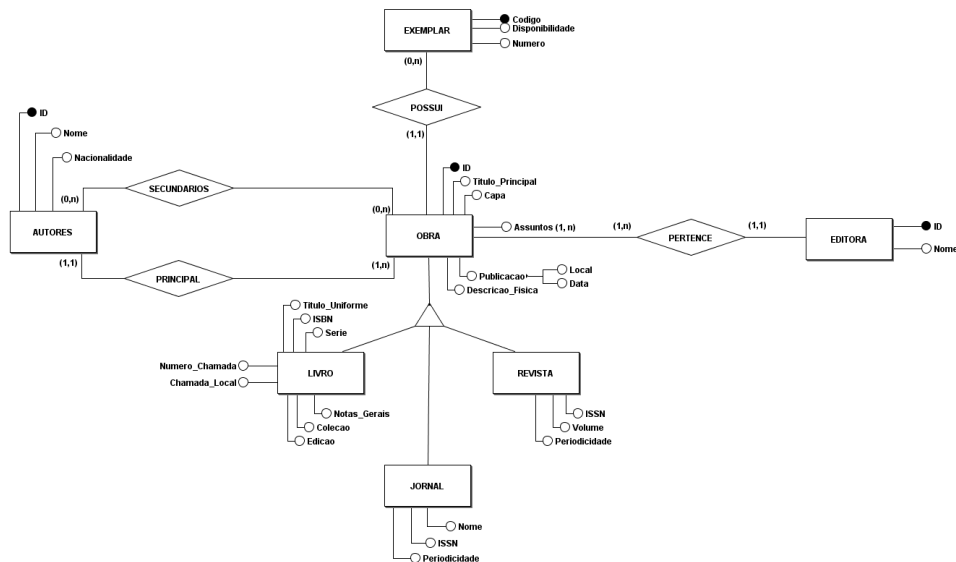 Codigo
Disponibilidade
EXEMPLAR
Numero
(0,n)
POSSUI
(1,1)
ID
Nome
Nacionalidade
SECUNDARIOS
(0,n)
(0,n)
AUTORES
(1,1)
PRINCIPAL
(1,n)
ID
Titulo_Principal
Capa
Assuntos (1, n)
OBRA
Publicacao
Local
Data
Descricao_Fisica
(1,n)
PERTENCE
(1,1)
EDITORA
ID
Nome
Titulo_Uniforme
ISBN
Serie
Numero_Chamada
LIVRO
Chamada_Local
Notas_Gerais
Colecao
Edicao
REVISTA
ISSN
Volume
Periodicidade
JORNAL
Nome
ISSN
Periodicidade